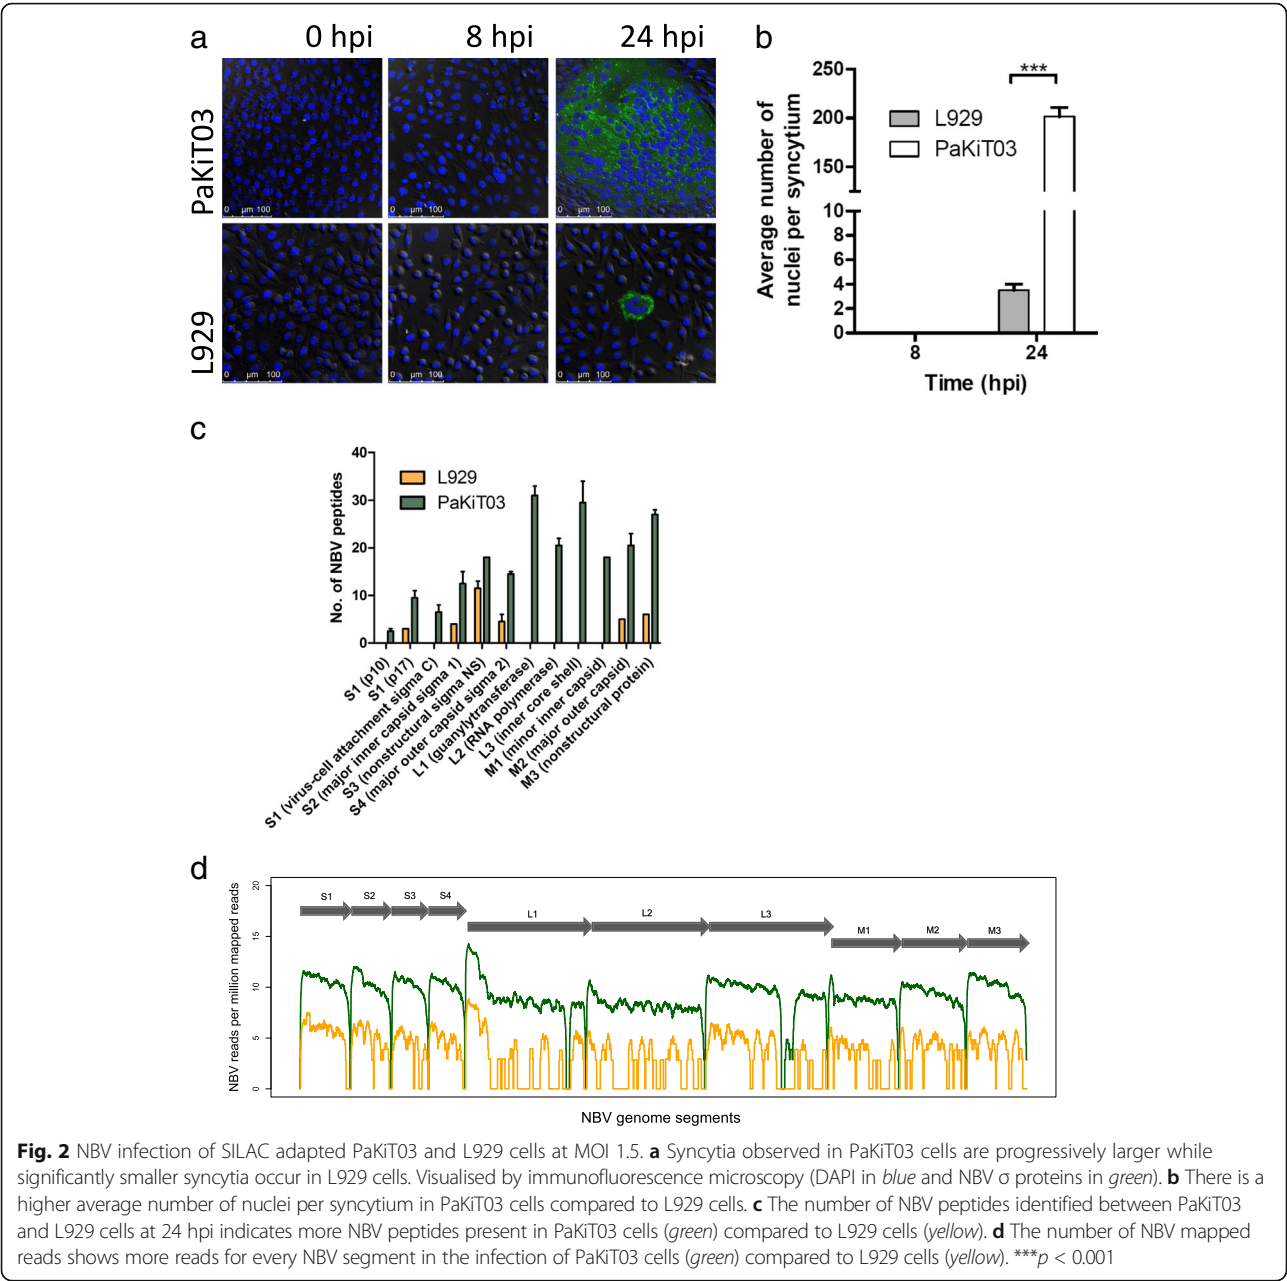 a
0 hpi
8 hpi
24 hpi
PaKiT03
L929
0 µm 100
0 µm 100
0 µm 100
0 µm 100
0 µm 100
0 µm 100
b
Average number of
nuclei per syncytium
250
200
150
10
8
6
4
2
0
L929
PaKiT03
***
8
24
Time (hpi)
c
No. of NBV peptides
40
30
20
10
0
L929
PaKiT03
S1 (p10)
S1 (p17)
S1 (virus-cell attachment sigma C)
S2 (major inner capsid sigma 1)
S3 (nonstructural sigma NS)
S4 (major outer capsid sigma 2)
L1 (guanylytransferase)
L2 (RNA polymerase)
L3 (inner core shell)
M1 (minor inner capsid)
M2 (major outer capsid)
M3 (nonstructural protein)
d
NBV reads per million mapped reads
20
15
10
5
0
S1
S2
S3
S4
L1
L2
L3
M1
M2
M3
NBV genome segments
Fig. 2 NBV infection of SILAC adapted PaKiT03 and L929 cells at MOI 1.5. a Syncytia observed in PaKiT03 cells are progressively larger while
significantly smaller syncytia occur in L929 cells. Visualised by immunofluorescence microscopy (DAPI in blue and NBV σ proteins in green). b There is a
higher average number of nuclei per syncytium in PaKiT03 cells compared to L929 cells. c The number of NBV peptides identified between PaKiT03
and L929 cells at 24 hpi indicates more NBV peptides present in PaKiT03 cells (green) compared to L929 cells (yellow). d The number of NBV mapped
reads shows more reads for every NBV segment in the infection of PaKiT03 cells (green) compared to L929 cells (yellow). ***p < 0.001